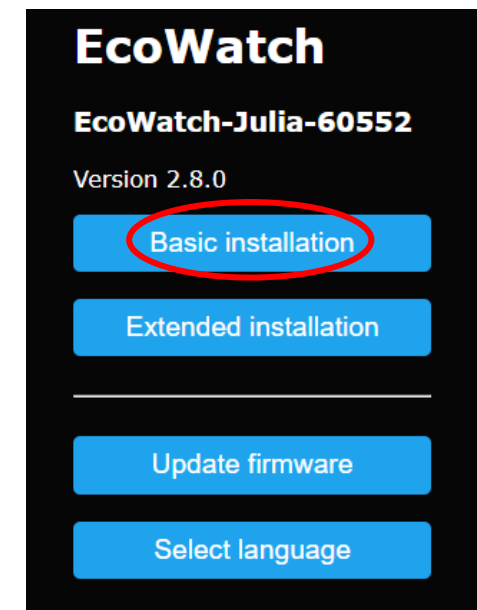 EcoWatch
EcoWatch-Julia-60552
Version 2.8.0
Basic installation
Extended installation
Update firmware
Select language